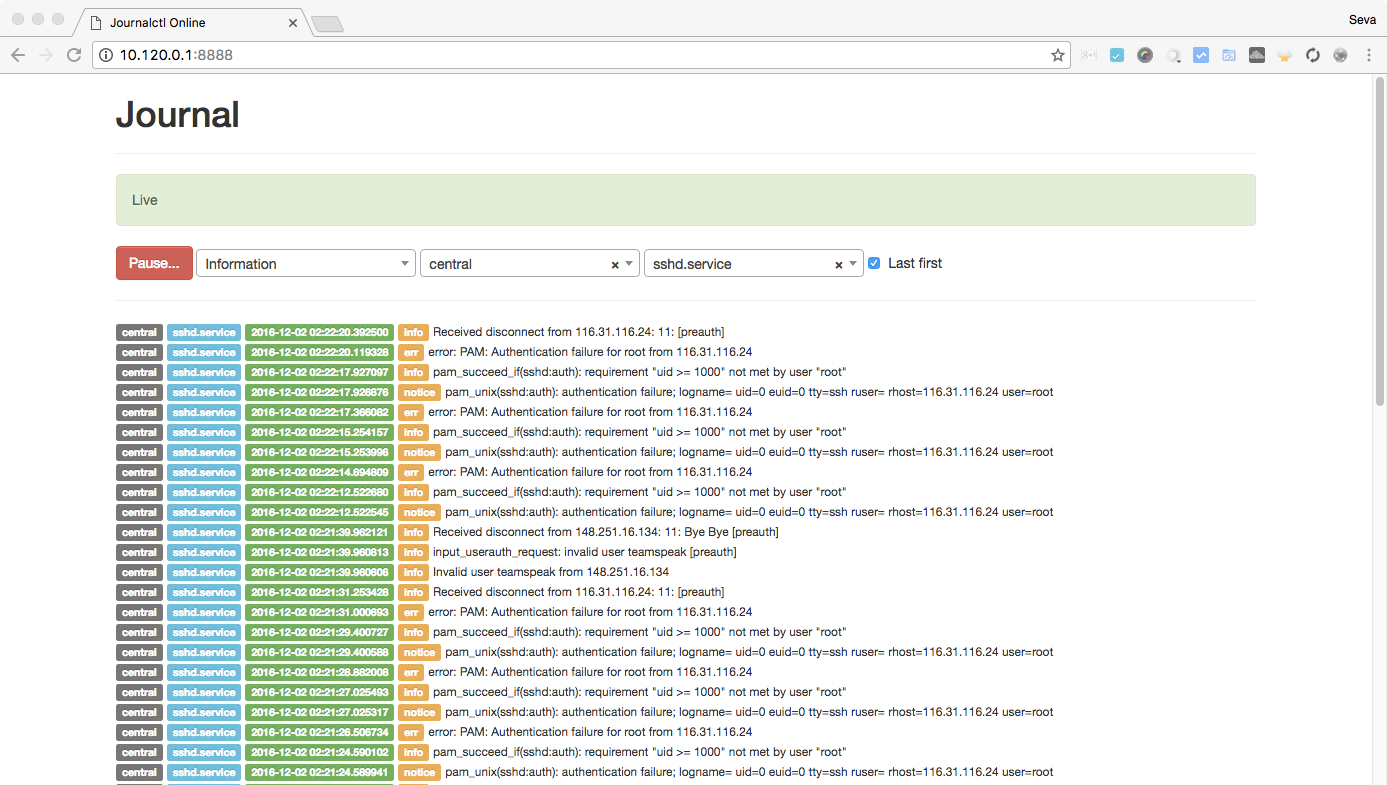 Journalctl Online
Seva
10.120.0.1:8888
Journal
Live
Pause... Information central × sshd.service × Last first
central sshd.service 2016-12-02 02:22:20.392500 info Received disconnect from 116.31.116.24: 11: [preauth]
central sshd.service 2016-12-02 02:22:20.119328 err error: PAM: Authentication failure for root from 116.31.116.24
central sshd.service 2016-12-02 02:22:17.927097 info pam_succeed_if(sshd:auth): requirement "uid >= 1000" not met by user "root"
central sshd.service 2016-12-02 02:22:17.926876 notice pam_unix(sshd:auth): authentication failure; logname= uid=0 euid=0 tty=ssh ruser= rhost=116.31.116.24 user=root
central sshd.service 2016-12-02 02:22:17.366082 err error: PAM: Authentication failure for root from 116.31.116.24
central sshd.service 2016-12-02 02:22:15.254157 info pam_succeed_if(sshd:auth): requirement "uid >= 1000" not met by user "root"
central sshd.service 2016-12-02 02:22:15.253996 notice pam_unix(sshd:auth): authentication failure; logname= uid=0 euid=0 tty=ssh ruser= rhost=116.31.116.24 user=root
central sshd.service 2016-12-02 02:22:14.694809 err error: PAM: Authentication failure for root from 116.31.116.24
central sshd.service 2016-12-02 02:22:12.522680 info pam_succeed_if(sshd:auth): requirement "uid >= 1000" not met by user "root"
central sshd.service 2016-12-02 02:22:12.522545 notice pam_unix(sshd:auth): authentication failure; logname= uid=0 euid=0 tty=ssh ruser= rhost=116.31.116.24 user=root
central sshd.service 2016-12-02 02:21:39.962121 info Received disconnect from 148.251.16.134: 11: Bye Bye [preauth]
central sshd.service 2016-12-02 02:21:39.960813 info input_userauth_request: invalid user teamspeak [preauth]
central sshd.service 2016-12-02 02:21:39.960606 info Invalid user teamspeak from 148.251.16.134
central sshd.service 2016-12-02 02:21:31.253428 info Received disconnect from 116.31.116.24: 11: [preauth]
central sshd.service 2016-12-02 02:21:31.000693 err error: PAM: Authentication failure for root from 116.31.116.24
central sshd.service 2016-12-02 02:21:29.400727 info pam_succeed_if(sshd:auth): requirement "uid >= 1000" not met by user "root"
central sshd.service 2016-12-02 02:21:29.400588 notice pam_unix(sshd:auth): authentication failure; logname= uid=0 euid=0 tty=ssh ruser= rhost=116.31.116.24 user=root
central sshd.service 2016-12-02 02:21:28.882008 err error: PAM: Authentication failure for root from 116.31.116.24
central sshd.service 2016-12-02 02:21:27.025493 info pam_succeed_if(sshd:auth): requirement "uid >= 1000" not met by user "root"
central sshd.service 2016-12-02 02:21:27.025317 notice pam_unix(sshd:auth): authentication failure; logname= uid=0 euid=0 tty=ssh ruser= rhost=116.31.116.24 user=root
central sshd.service 2016-12-02 02:21:26.506734 err error: PAM: Authentication failure for root from 116.31.116.24
central sshd.service 2016-12-02 02:21:24.590102 info pam_succeed_if(sshd:auth): requirement "uid >= 1000" not met by user "root"
central sshd.service 2016-12-02 02:21:24.589941 notice pam_unix(sshd:auth): authentication failure; logname= uid=0 euid=0 tty=ssh ruser= rhost=116.31.116.24 user=root